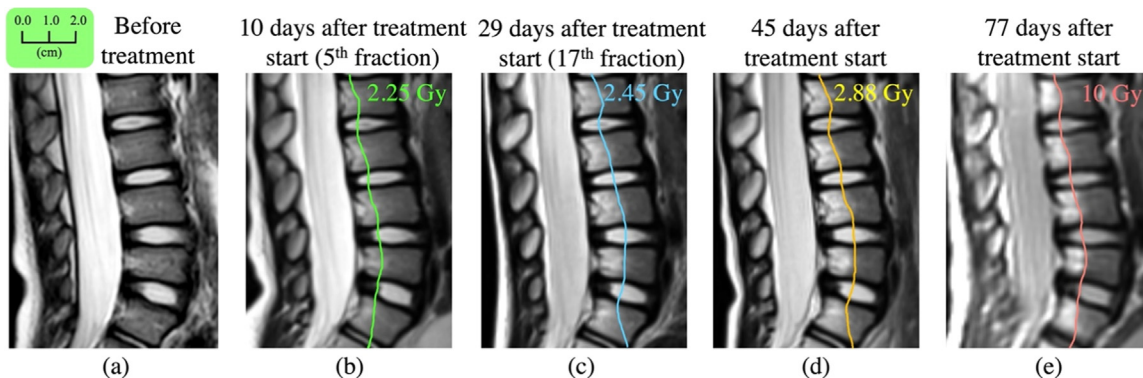 0.0 1.0 2.0
(cm)
Before
treatment
10 days after treatment
start (5th fraction)
29 days after treatment
start (17th fraction)
45 days after
treatment start
77 days after
treatment start
2.25 Gy
2.45 Gy
2.88 Gy
10 Gy
(a)
(b)
(c)
(d)
(e)